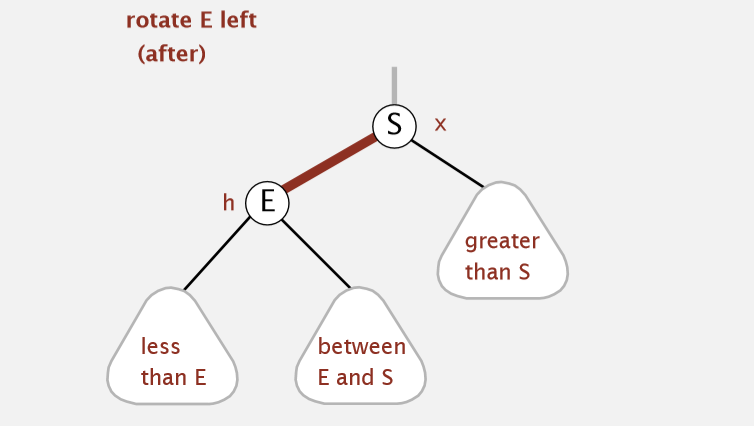 rotate E left
(after)
S
x
h
E
greater
than S
less
than E
between
E and S